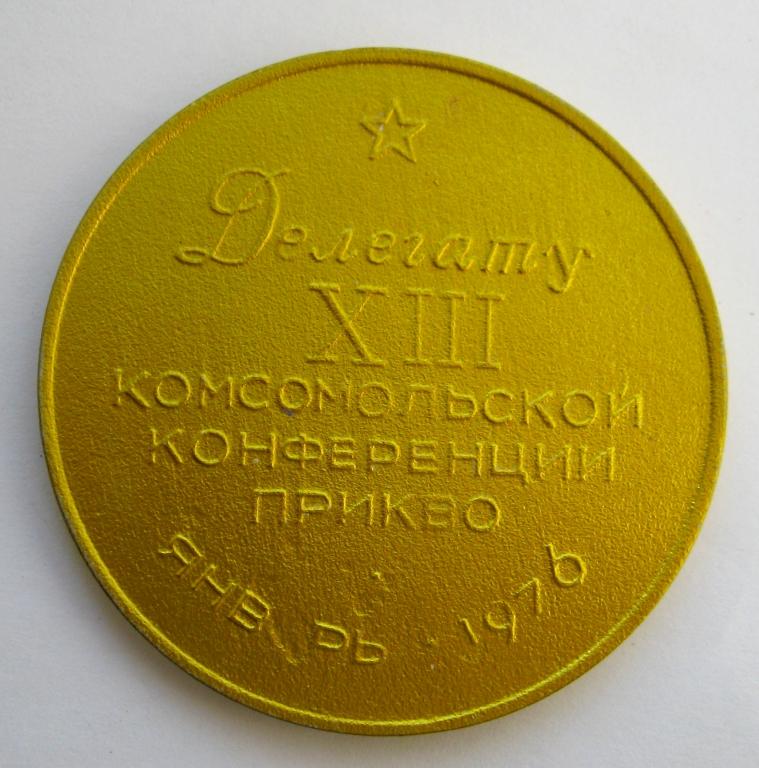 Делегату
XIII
КОМСОМОЛЬСКОЙ
КОНФЕРЕНЦИИ
ПРИКВО
ЯНВАРЬ · 1976